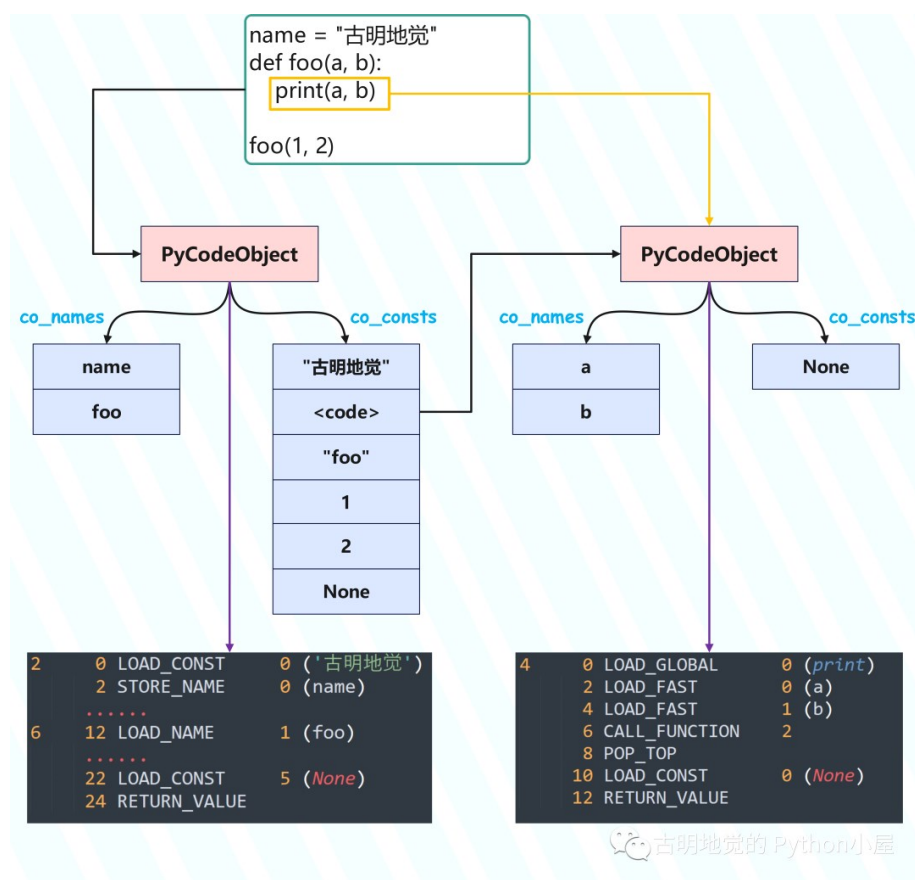 name = "古明地觉"
def foo(a, b):
print(a, b)
foo(1, 2)
PyCodeObject
PyCodeObject
co_names
co_consts
co_names
co_consts
name
foo
"古明地觉"
<code>
"foo"
1
2
None
a
b
None
2 0 LOAD_CONST 0 ('古明地觉')
2 STORE_NAME 0 (name)
......
6 12 LOAD_NAME 1 (foo)
......
22 LOAD_CONST 5 (None)
24 RETURN_VALUE
4 0 LOAD_GLOBAL 0 (print)
2 LOAD_FAST 0 (a)
4 LOAD_FAST 1 (b)
6 CALL_FUNCTION 2
8 POP_TOP
10 LOAD_CONST 0 (None)
12 RETURN_VALUE
古明地觉的 Python小屋